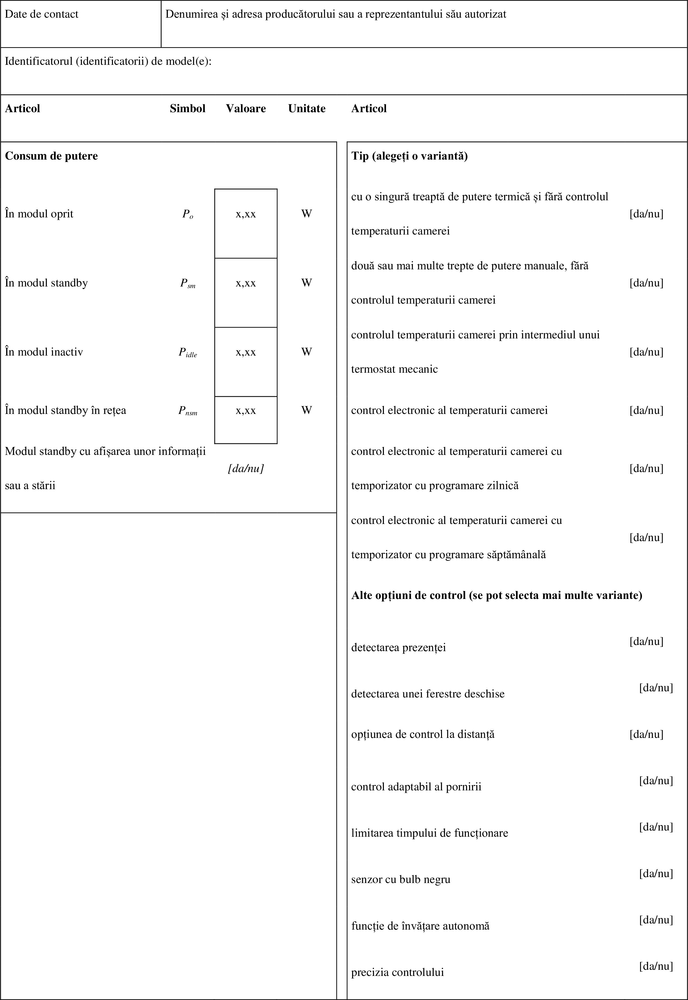 Date de contact Denumirea și adresa producătorului sau a reprezentantului său autorizat
Identificatorul (identificatorii) de model(e):
Articol Simbol Valoare Unitate Articol
Consum de putere
În modul oprit P_o x,xx W
În modul standby P_sm x,xx W
În modul inactiv P_idle x,xx W
În modul standby în rețea P_nsm x,xx W
Modul standby cu afișarea unor informații
[da/nu]
sau a stării
Tip (alegeți o variantă)
cu o singură treaptă de putere termică și fără controlul
[da/nu]
temperaturii camerei
două sau mai multe trepte de putere manuale, fără
[da/nu]
controlul temperaturii camerei
controlul temperaturii camerei prin intermediul unui
[da/nu]
termostat mecanic
control electronic al temperaturii camerei [da/nu]
control electronic al temperaturii camerei cu
[da/nu]
temporizator cu programare zilnică
control electronic al temperaturii camerei cu
[da/nu]
temporizator cu programare săptămânală
Alte opțiuni de control (se pot selecta mai multe variante)
detectarea prezenței [da/nu]
detectarea unei ferestre deschise [da/nu]
opțiunea de control la distanță [da/nu]
control adaptabil al pornirii [da/nu]
limitarea timpului de funcționare [da/nu]
senzor cu bulb negru [da/nu]
funcție de învățare autonomă [da/nu]
precizia controlului [da/nu]